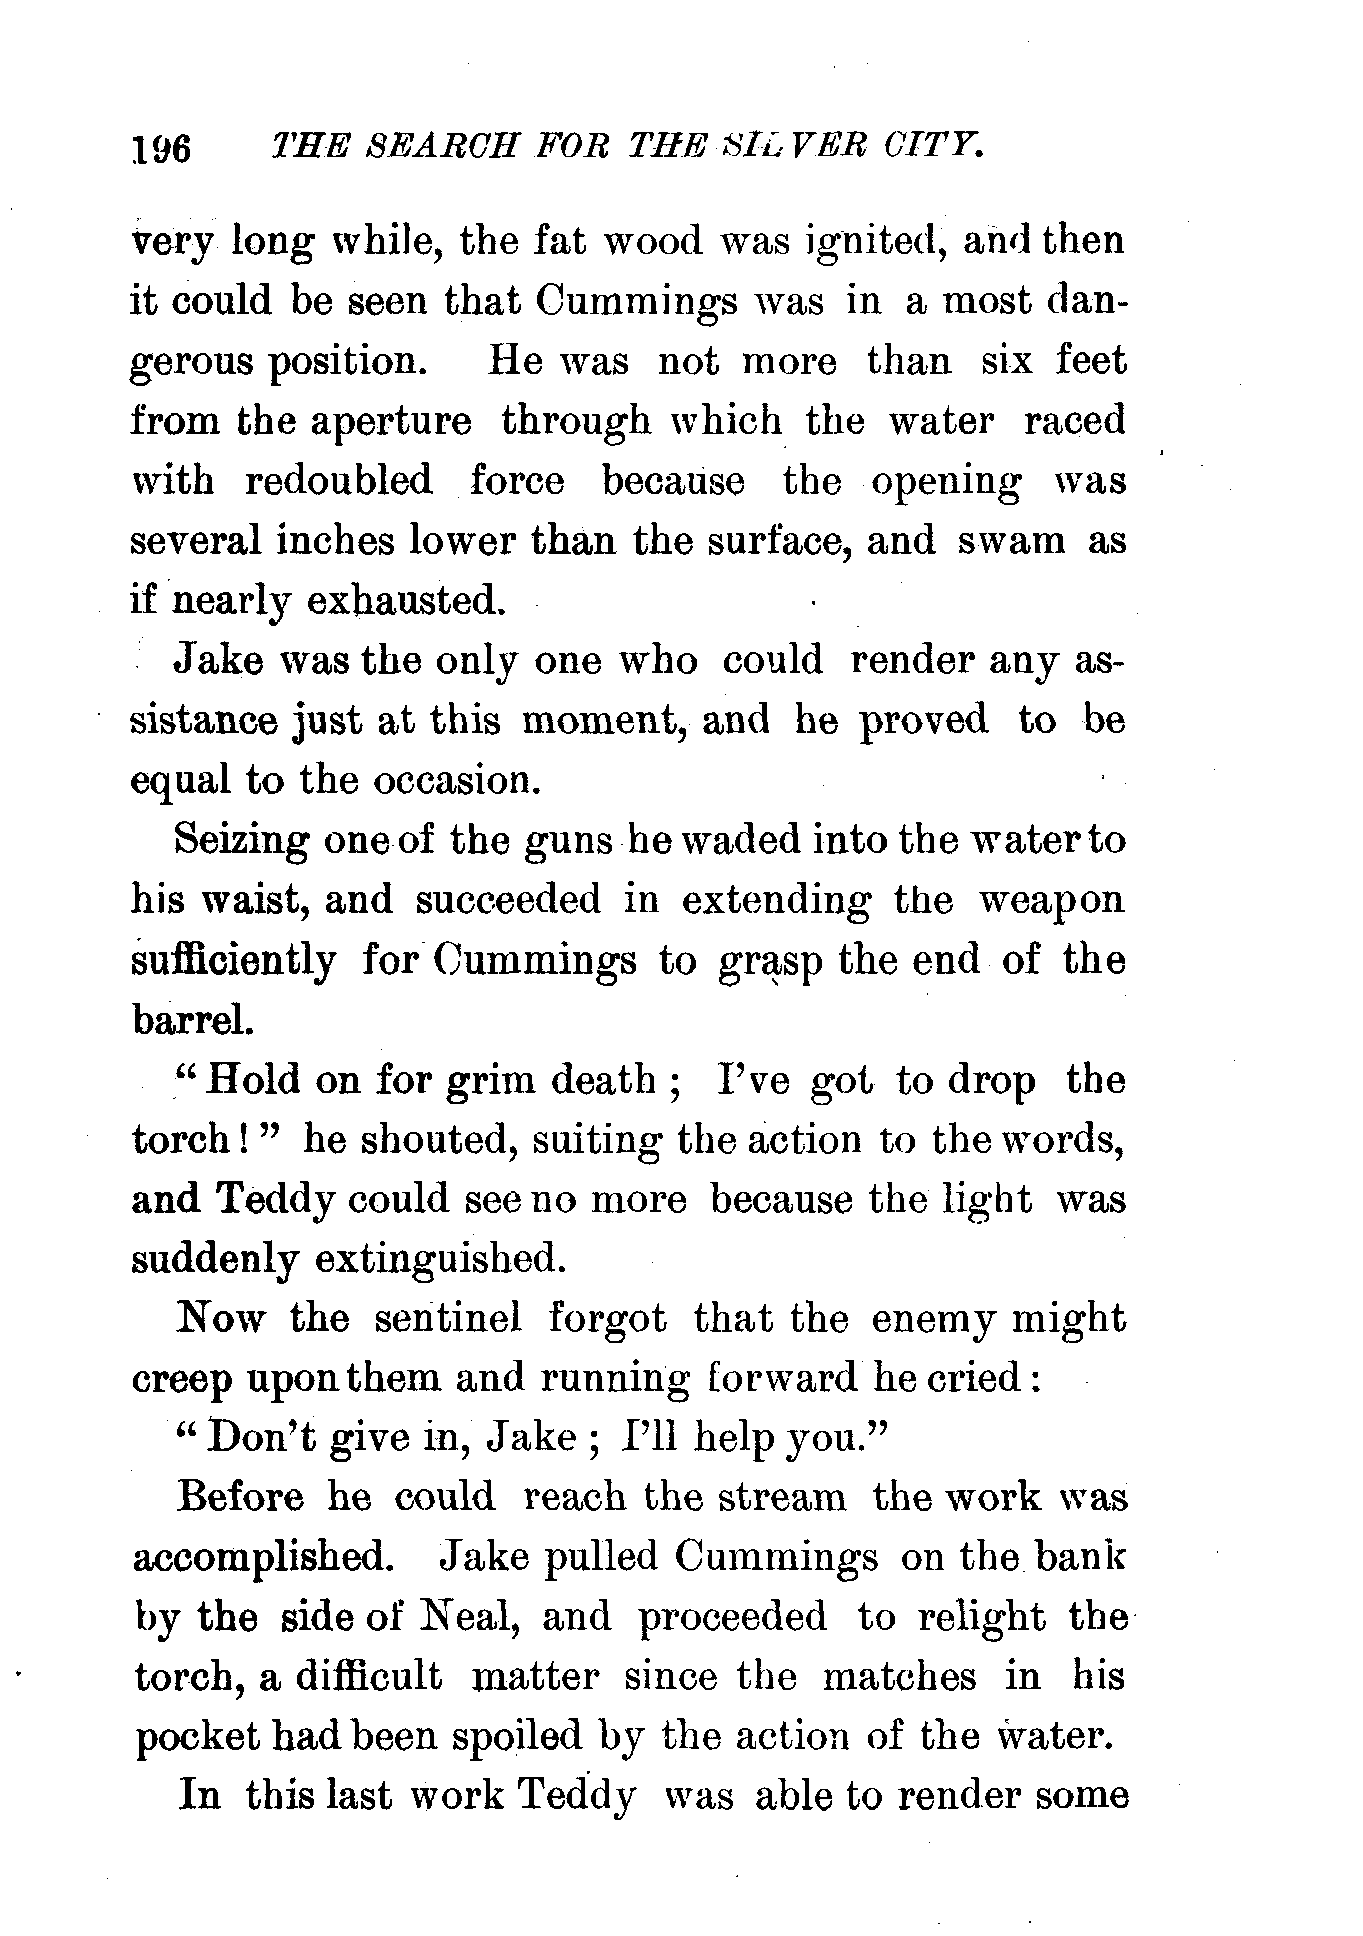 196 THE SEARCH FOR THE SILVER CITY.
very long while, the fat wood was ignited, and then
it could be seen that Cummings was in a most dan-
gerous position. He was not more than six feet
from the aperture through which the water raced
with redoubled force because the opening was
several inches lower than the surface, and swam as
if nearly exhausted.
Jake was the only one who could render any as-
sistance just at this moment, and he proved to be
equal to the occasion.
Seizing one of the guns he waded into the water to
his waist, and succeeded in extending the weapon
sufficiently for Cummings to grasp the end of the
barrel.
“ Hold on for grim death ; I’ve got to drop the
torch ! ” he shouted, suiting the action to the words,
and Teddy could see no more because the light was
suddenly extinguished.
Now the sentinel forgot that the enemy might
creep upon them and running forward he cried :
“ Don’t give in, Jake ; I’ll help you.”
Before he could reach the stream the work was
accomplished. Jake pulled Cummings on the bank
by the side of Neal, and proceeded to relight the
torch, a difficult matter since the matches in his
pocket had been spoiled by the action of the water.
In this last work Teddy was able to render some